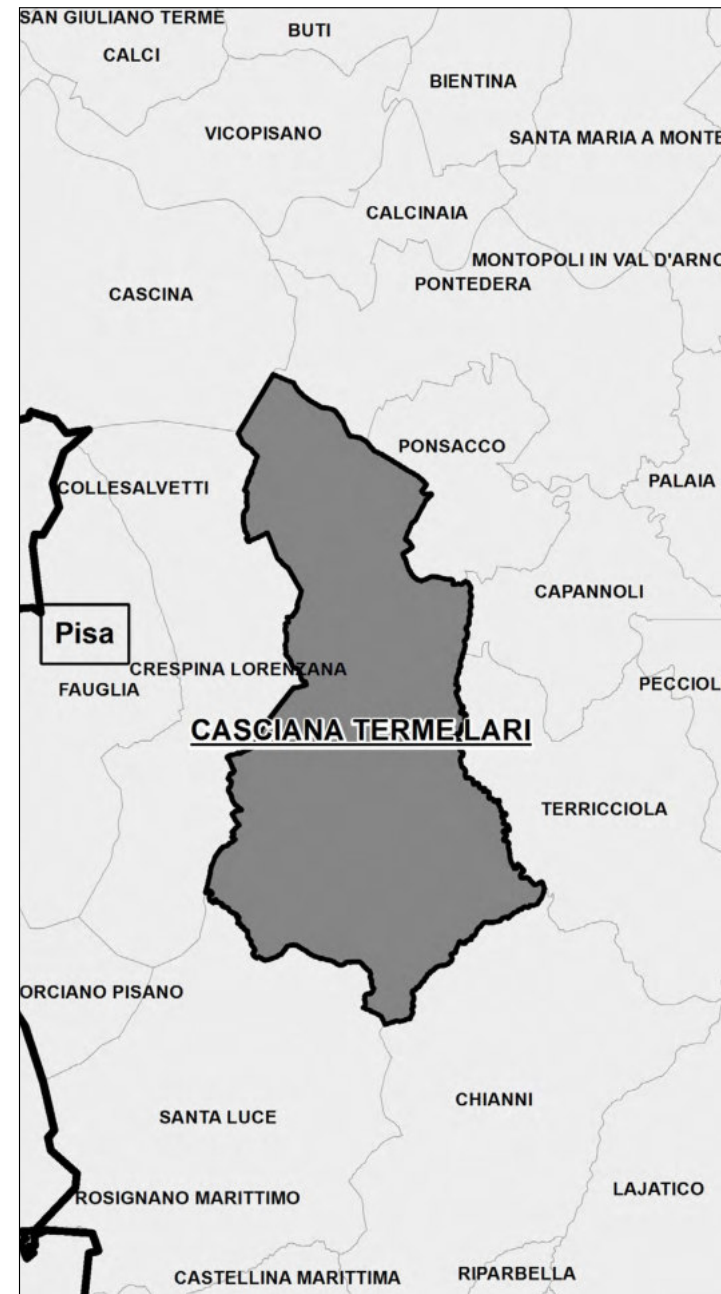 SAN GIULIANO TERME
BUTI
CALCI
BIENTINA
VICOPISANO
SANTA MARIA A MONTE
CALCINAIA
MONTOPOLI IN VAL D'ARNO
PONTEDERA
CASCINA
PONSACCO
PALAIA
COLLESALVETTI
CAPANNOLI
Pisa
CRESPINA LORENZANA
FAUGLIA
PECCIOL
CASCIANA TERME LARI
TERRICCIOLA
ORCIANO PISANO
CHIANNI
SANTA LUCE
LAJATICO
ROSIGNANO MARITTIMO
RIPARBELLA
CASTELLINA MARITTIMA